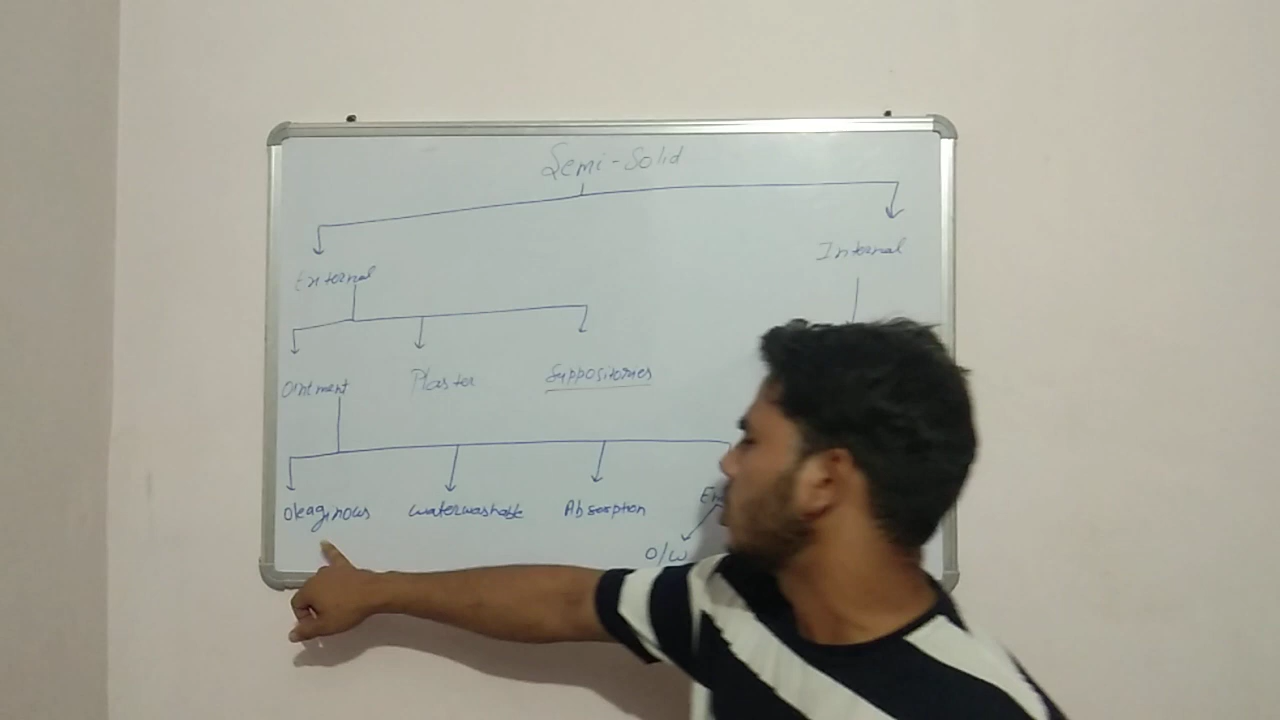 Semi-Solid
External
Internal
Ointment
Plaster
Suppositories
Oleaginous
waterwashable
Absorption
O/W